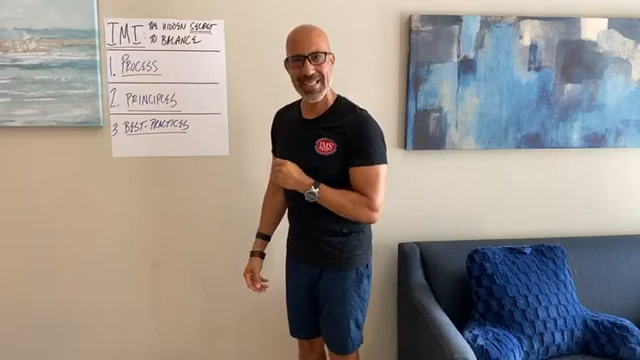 IMI THE HIDDEN SECRET
TO BALANCE
1. PROCESS
2. PRINCIPLES
3 BEST-PRACTICES
IMS